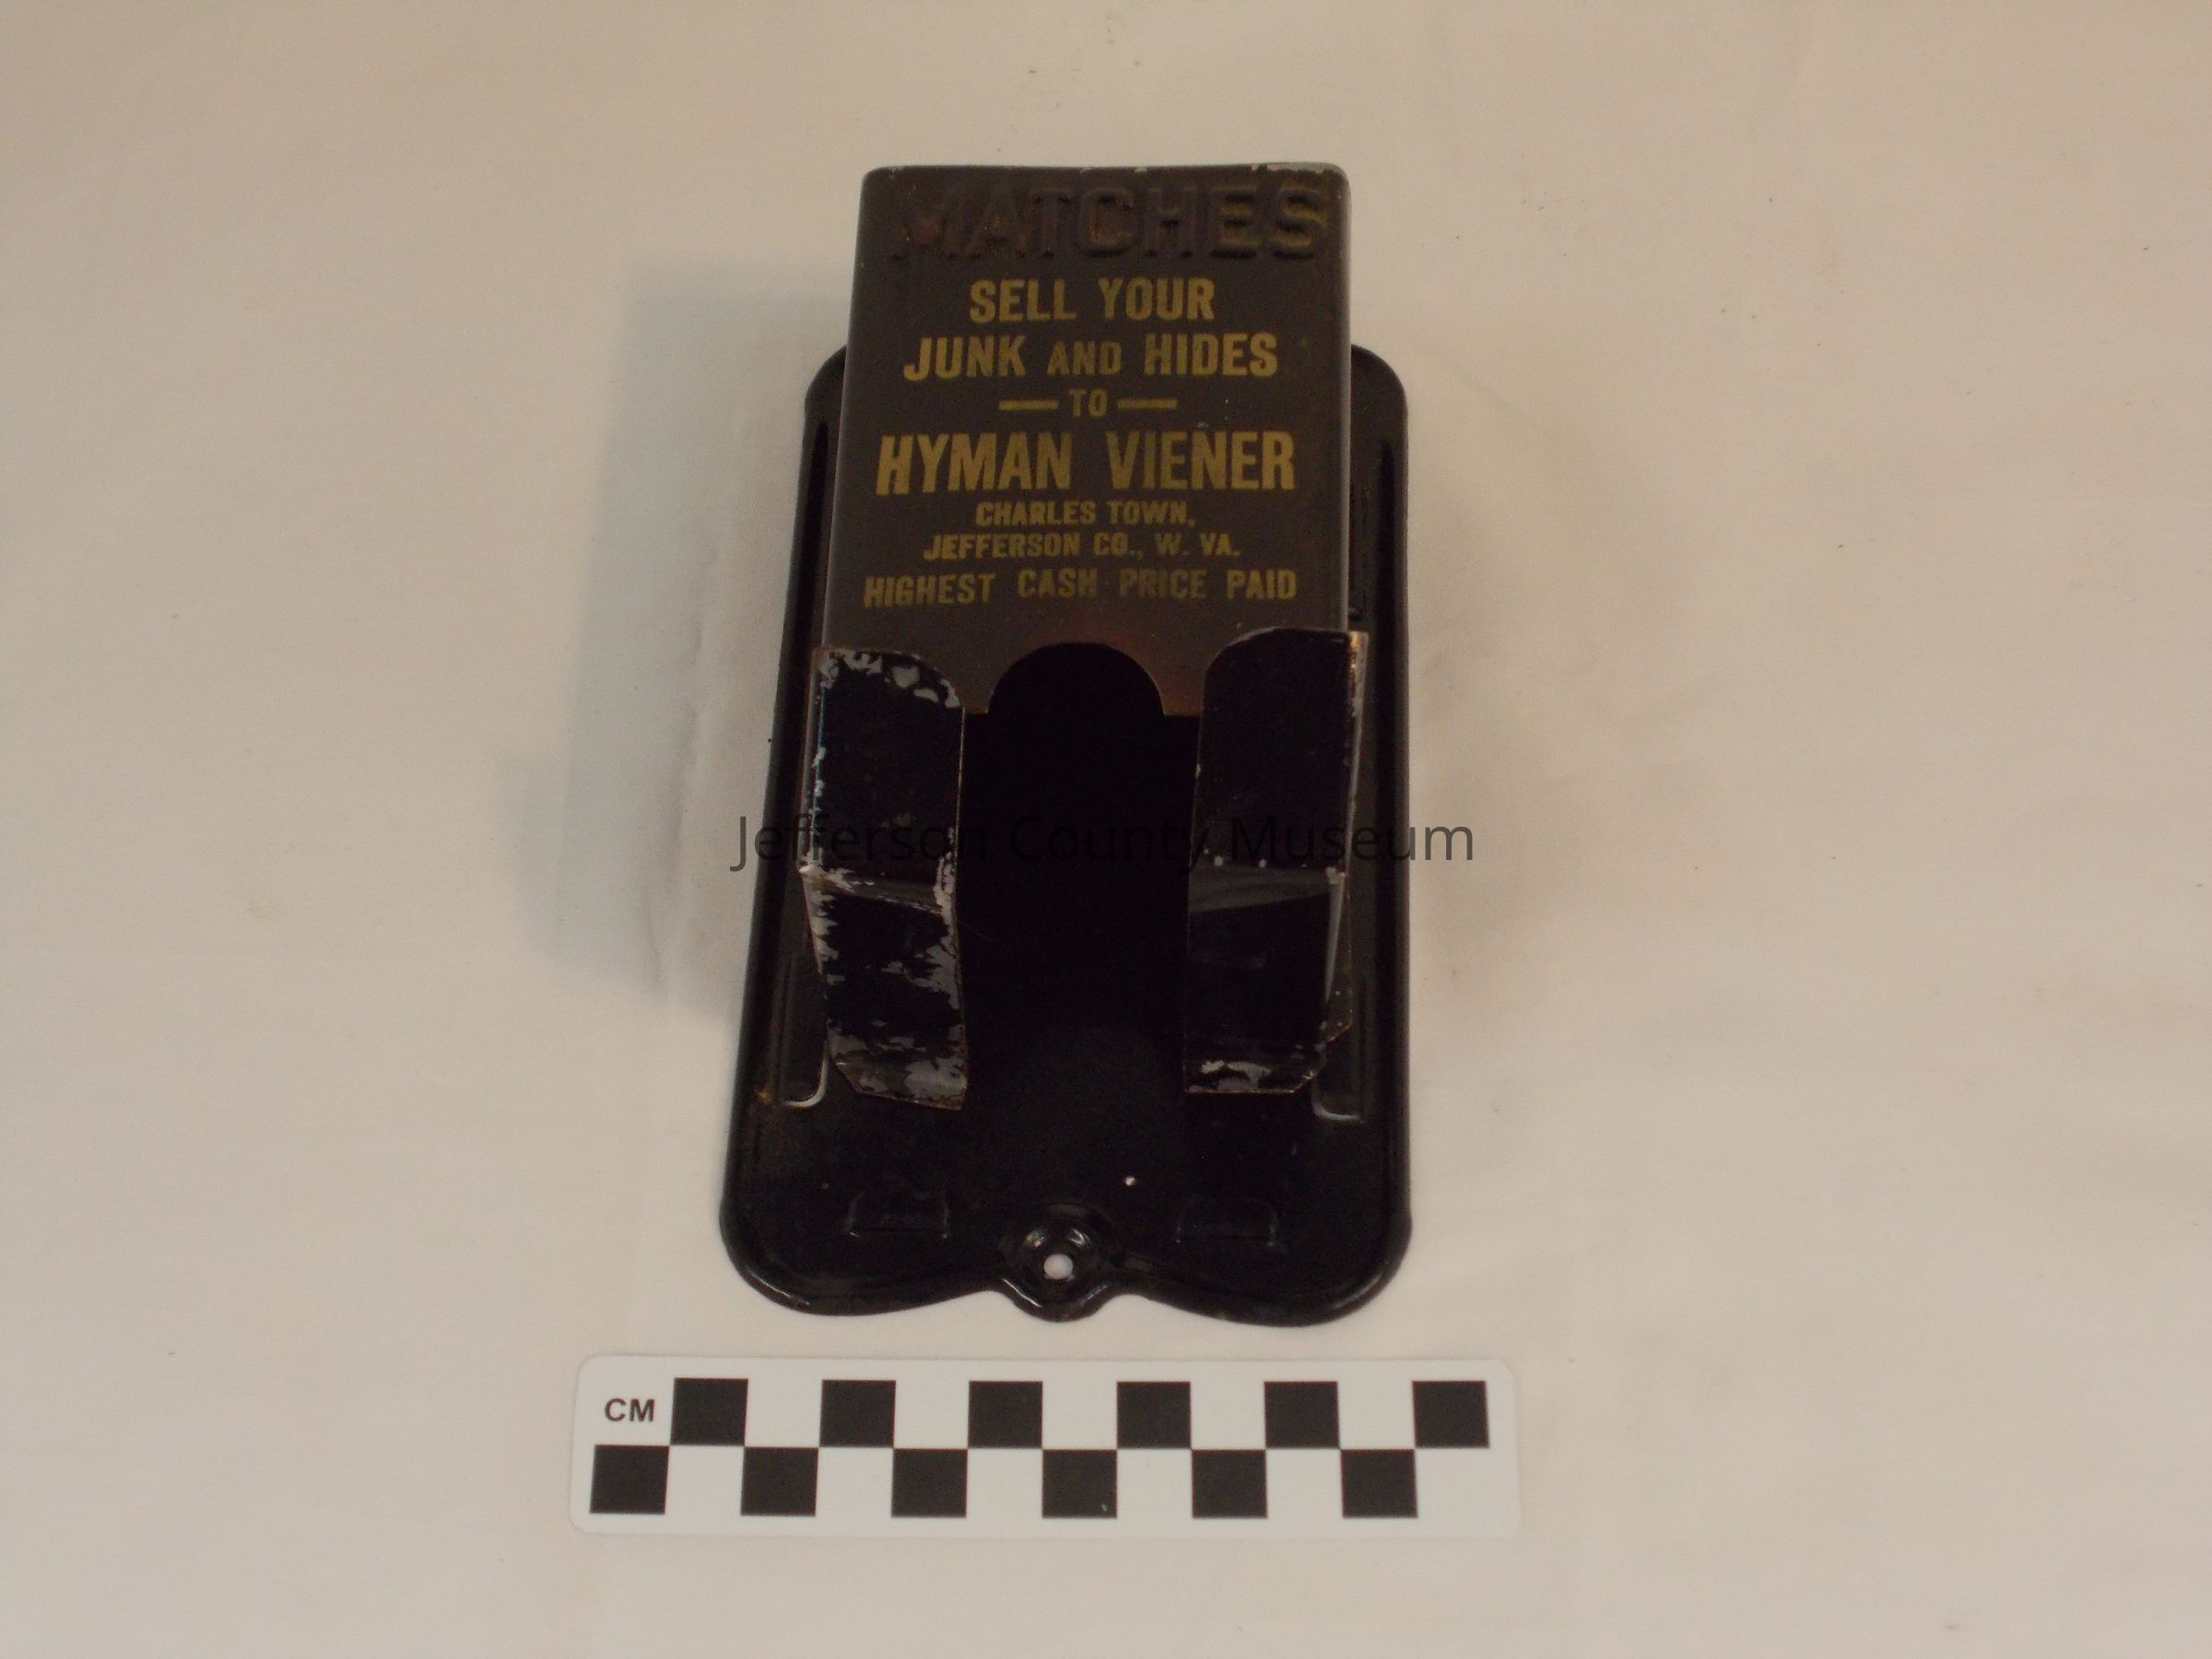 MATCHES
SELL YOUR
JUNK AND HIDES
— TO —
HYMAN VIENER
CHARLES TOWN,
JEFFERSON CO., W. VA.
HIGHEST CASH PRICE PAID
Jefferson County Museum
CM